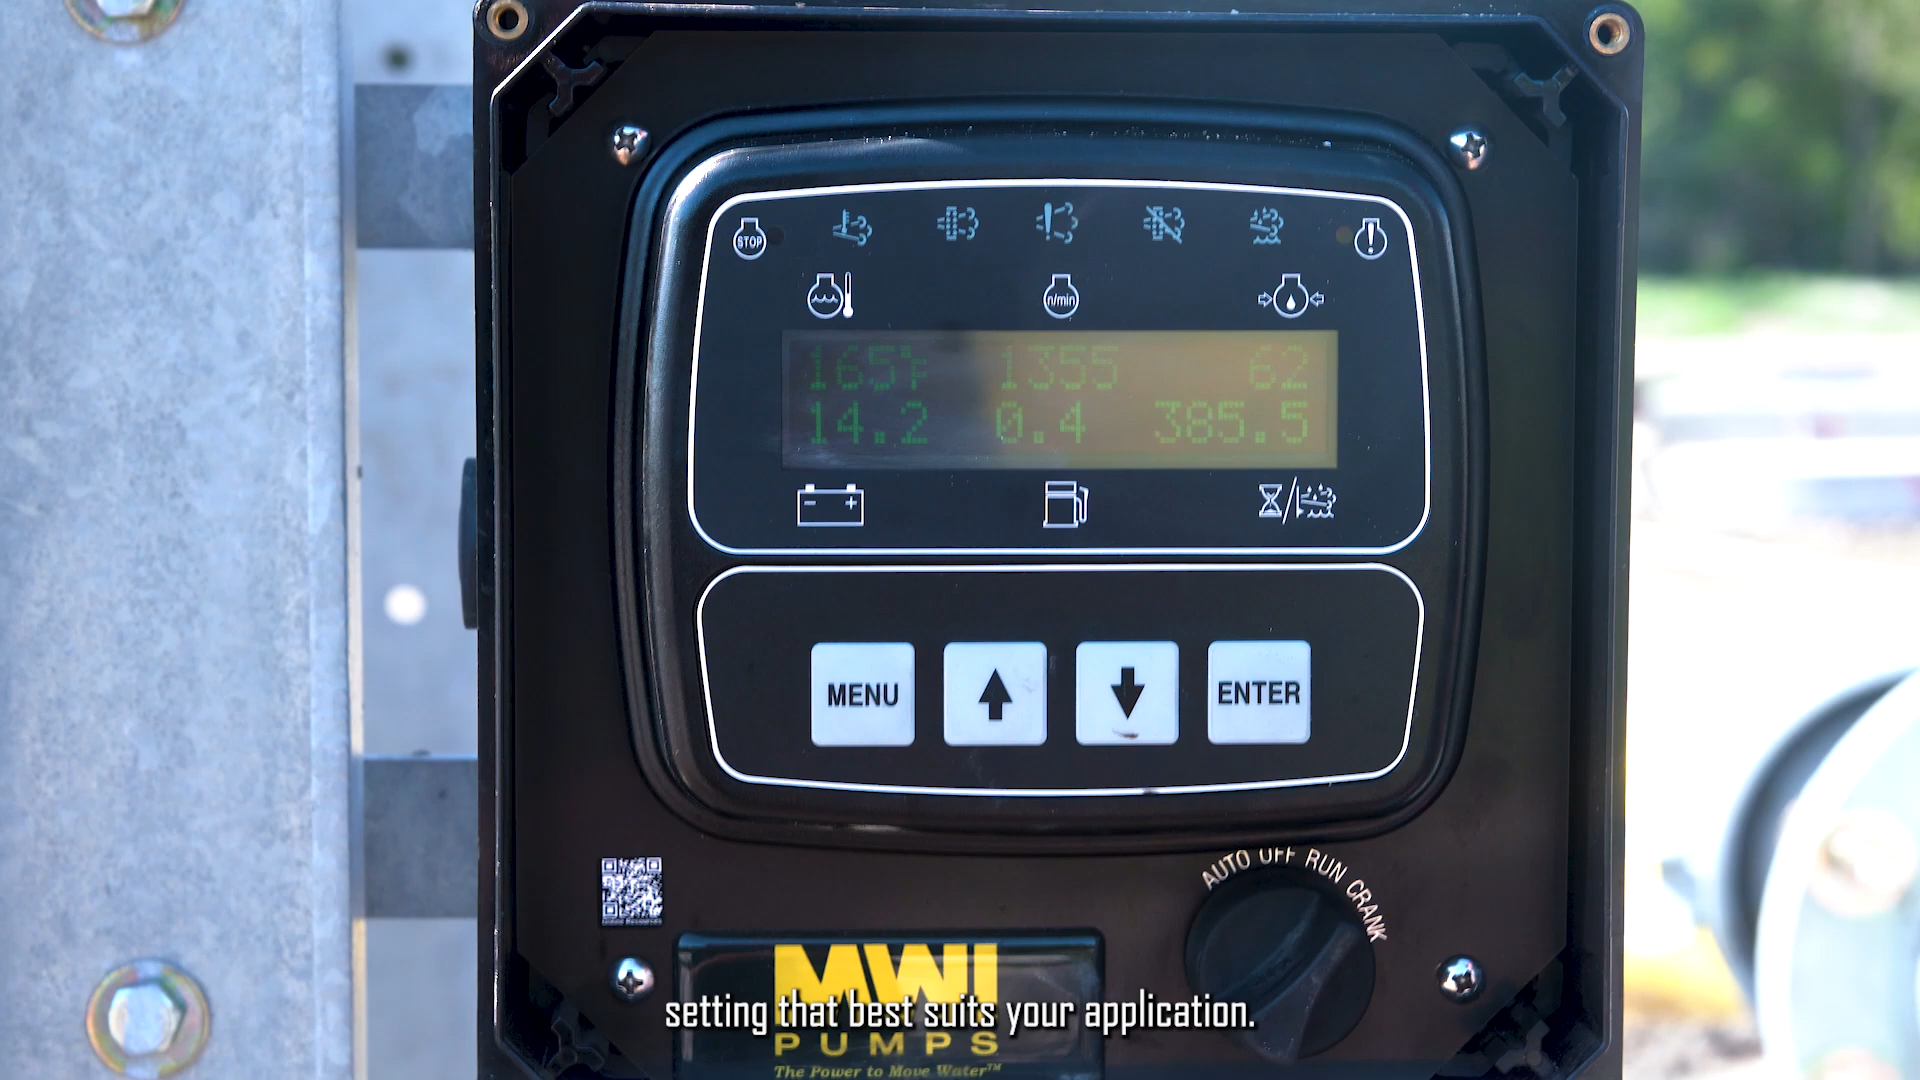 STOP
n/min
165°F 1355 62
14.2 0.4 385.5
MENU
ENTER
AUTO OFF RUN CRANK
MWI
PUMPS
The Power to Move Water™
setting that best suits your application.